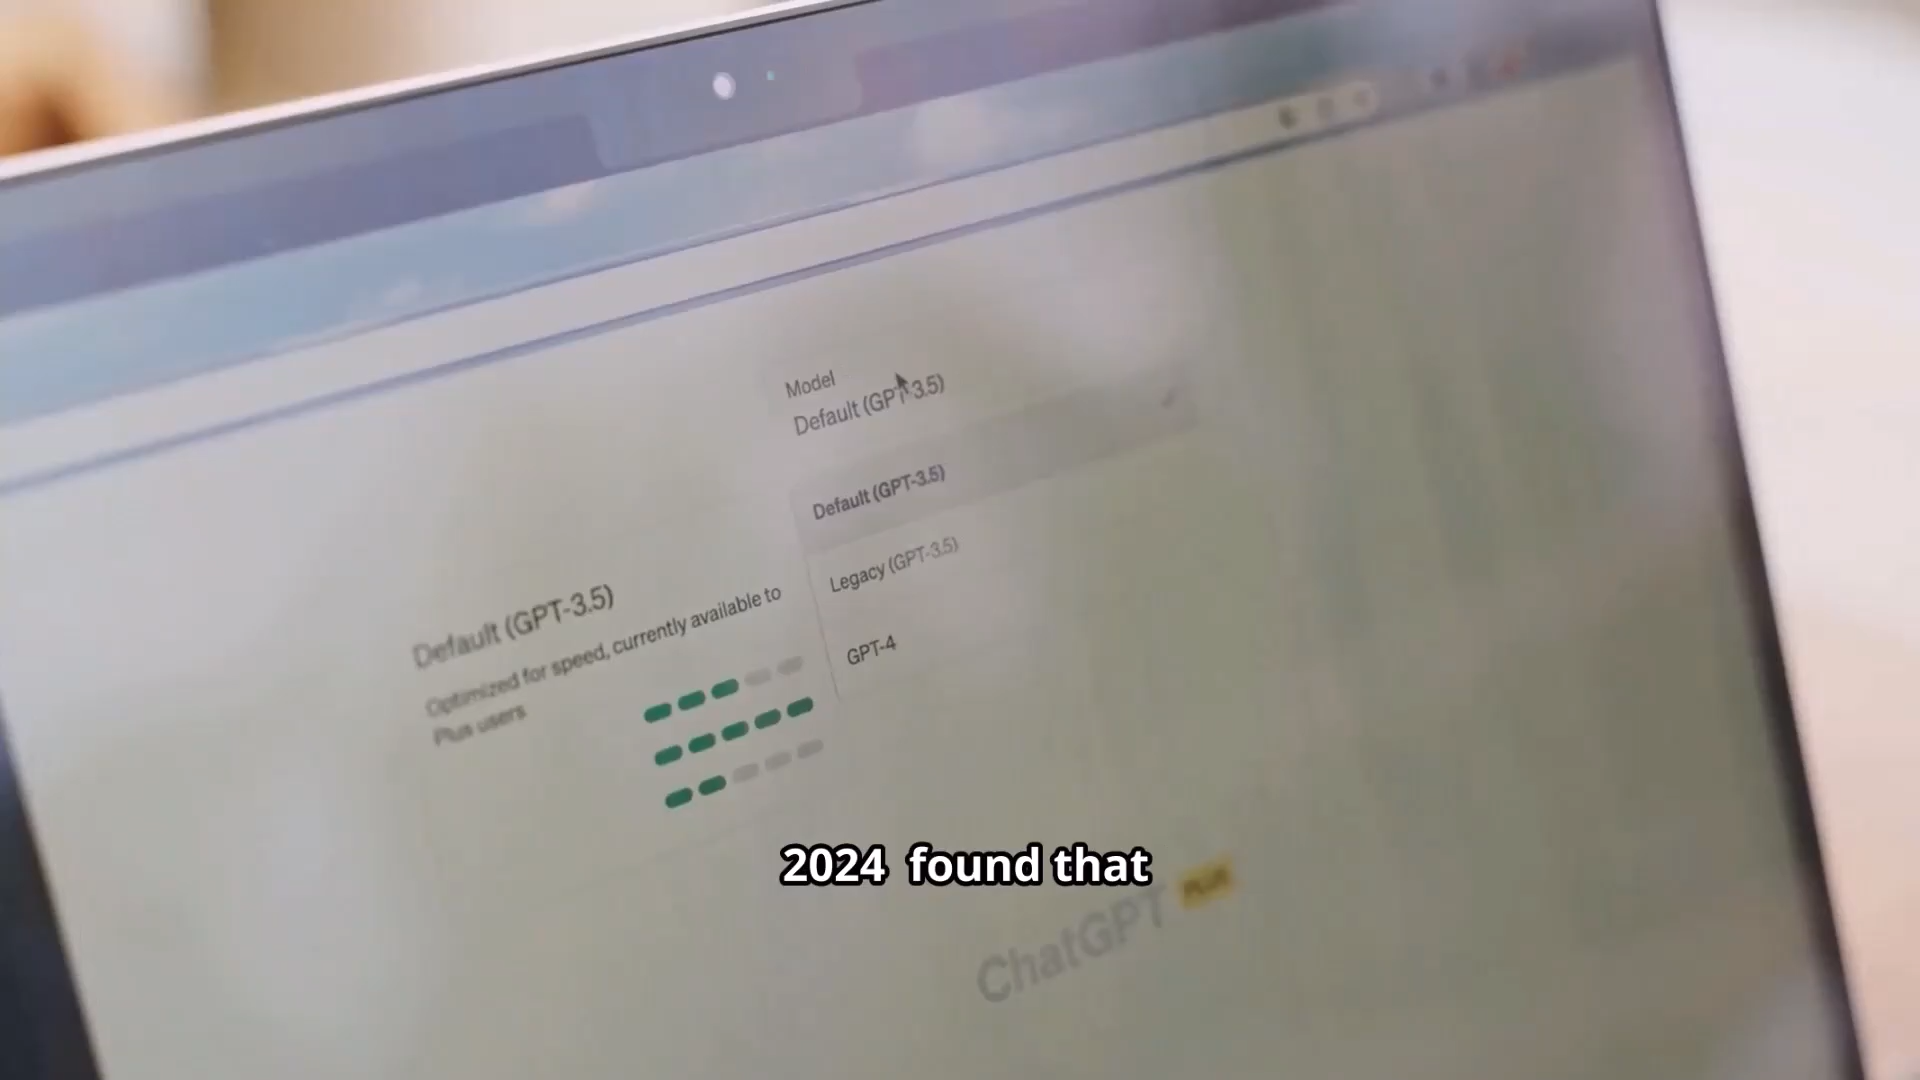 Model
Default (GPT-3.5)
Default (GPT-3.5)
Legacy (GPT-3.5)
GPT-4
Default (GPT-3.5)
Optimized for speed, currently available to
Plus users
2024 found that
ChatGPT PLUS